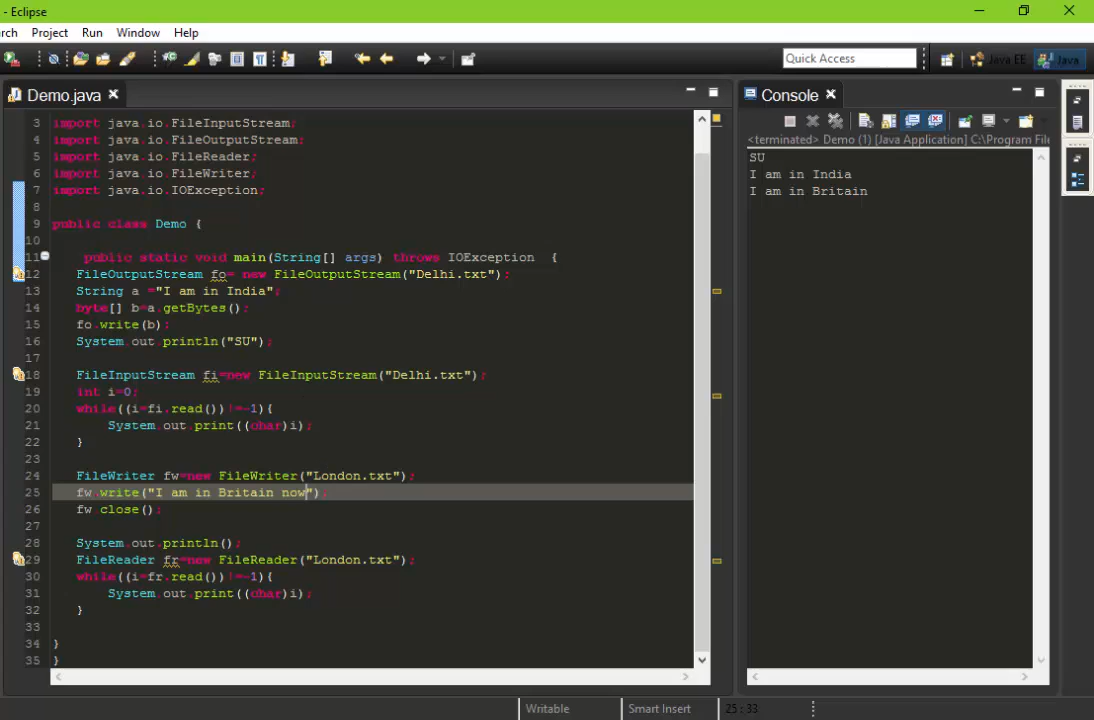 - Eclipse
rch Project Run Window Help
Quick Access
Java EE
Java
Demo.java
3 import java.io.FileInputStream;
4 import java.io.FileOutputStream;
5 import java.io.FileReader;
6 import java.io.FileWriter;
7 import java.io.IOException;
8
9 public class Demo {
10
11 public static void main(String[] args) throws IOException {
12 FileOutputStream fo= new FileOutputStream("Delhi.txt");
13 String a ="I am in India";
14 byte[] b=a.getBytes();
15 fo.write(b);
16 System.out.println("SU");
17
18 FileInputStream fi=new FileInputStream("Delhi.txt");
19 int i=0;
20 while((i=fi.read())!=-1){
21 System.out.print((char)i);
22 }
23
24 FileWriter fw=new FileWriter("London.txt");
25 fw.write("I am in Britain now");
26 fw.close();
27
28 System.out.println();
29 FileReader fr=new FileReader("London.txt");
30 while((i=fr.read())!=-1){
31 System.out.print((char)i);
32 }
33
34 }
35 }
Console
<terminated> Demo (1) [Java Application] C:\Program File
SU
I am in India
I am in Britain
Writable Smart Insert 25 : 33